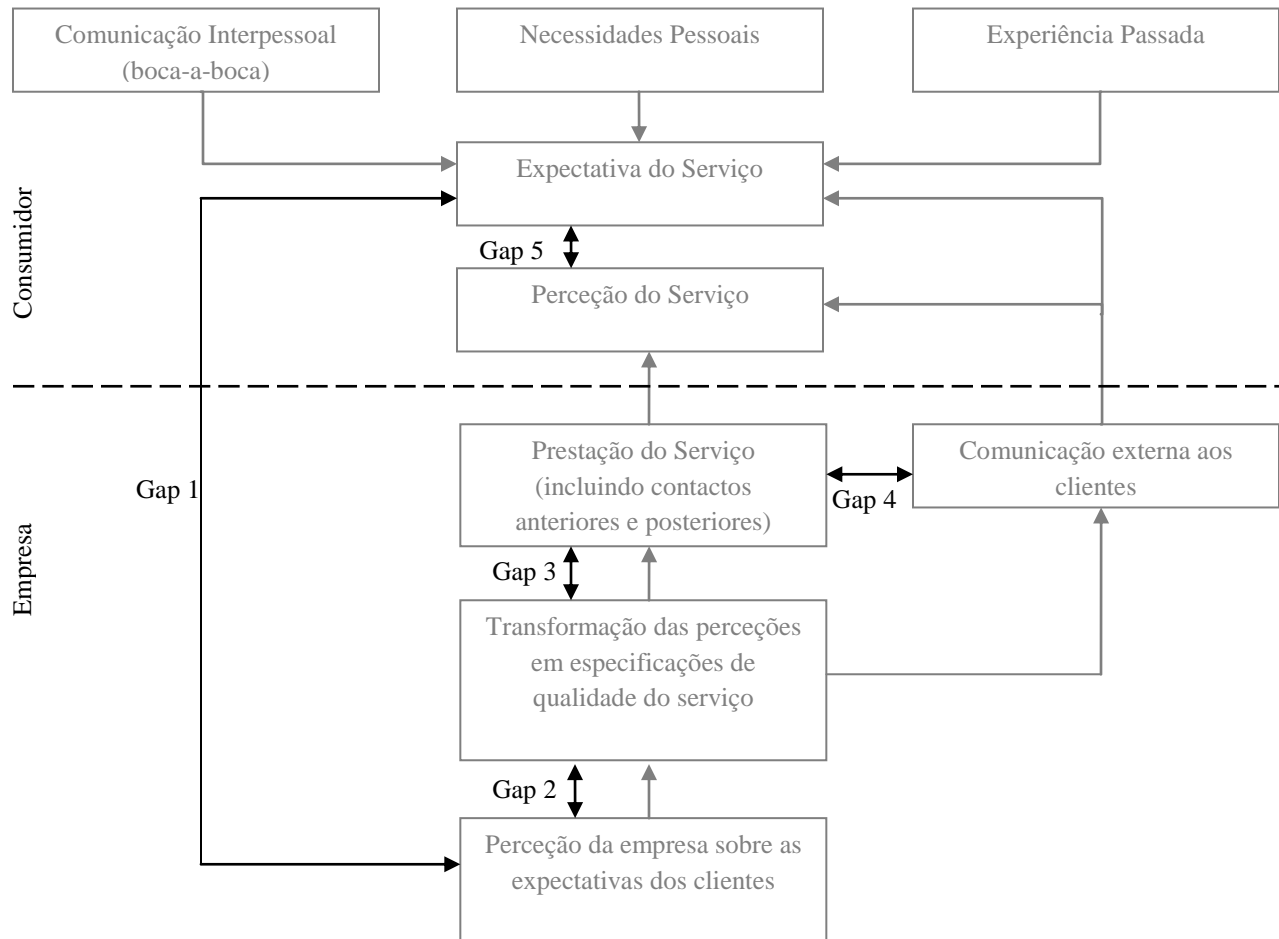 Comunicação Interpessoal
(boca-a-boca)
Necessidades Pessoais
Experiência Passada
Consumidor
Expectativa do Serviço
Gap 5
Perceção do Serviço
Empresa
Gap 1
Prestação do Serviço
(incluindo contactos
anteriores e posteriores)
Gap 4
Comunicação externa aos
clientes
Gap 3
Transformação das perceções
em especificações de
qualidade do serviço
Gap 2
Perceção da empresa sobre as
expectativas dos clientes